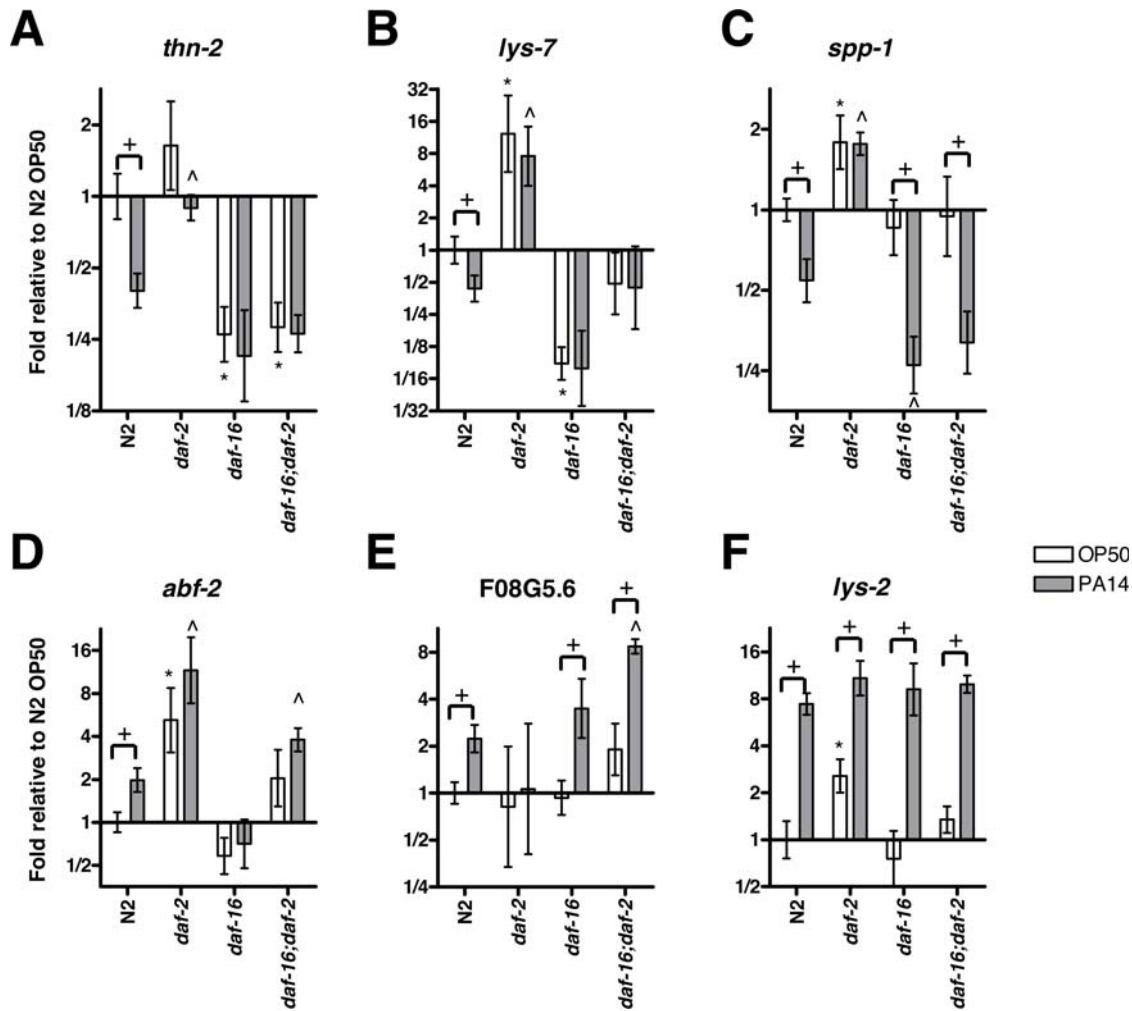 A
thn-2
Fold relative to N2 OP50
2
1
1/2
1/4
1/8
+
^
*
*
N2
daf-2
daf-16
daf-16;daf-2
B
lys-7
32
16
8
4
2
1
1/2
1/4
1/8
1/16
1/32
+
*
^
*
N2
daf-2
daf-16
daf-16;daf-2
C
spp-1
2
1
1/2
1/4
+
*
^
+
^
+
N2
daf-2
daf-16
daf-16;daf-2
D
abf-2
Fold relative to N2 OP50
16
8
4
2
1
1/2
+
*
^
^
N2
daf-2
daf-16
daf-16;daf-2
E
F08G5.6
8
4
2
1
1/2
1/4
+
+
+
^
N2
daf-2
daf-16
daf-16;daf-2
F
lys-2
16
8
4
2
1
1/2
+
*
+
+
+
N2
daf-2
daf-16
daf-16;daf-2
OP50
PA14